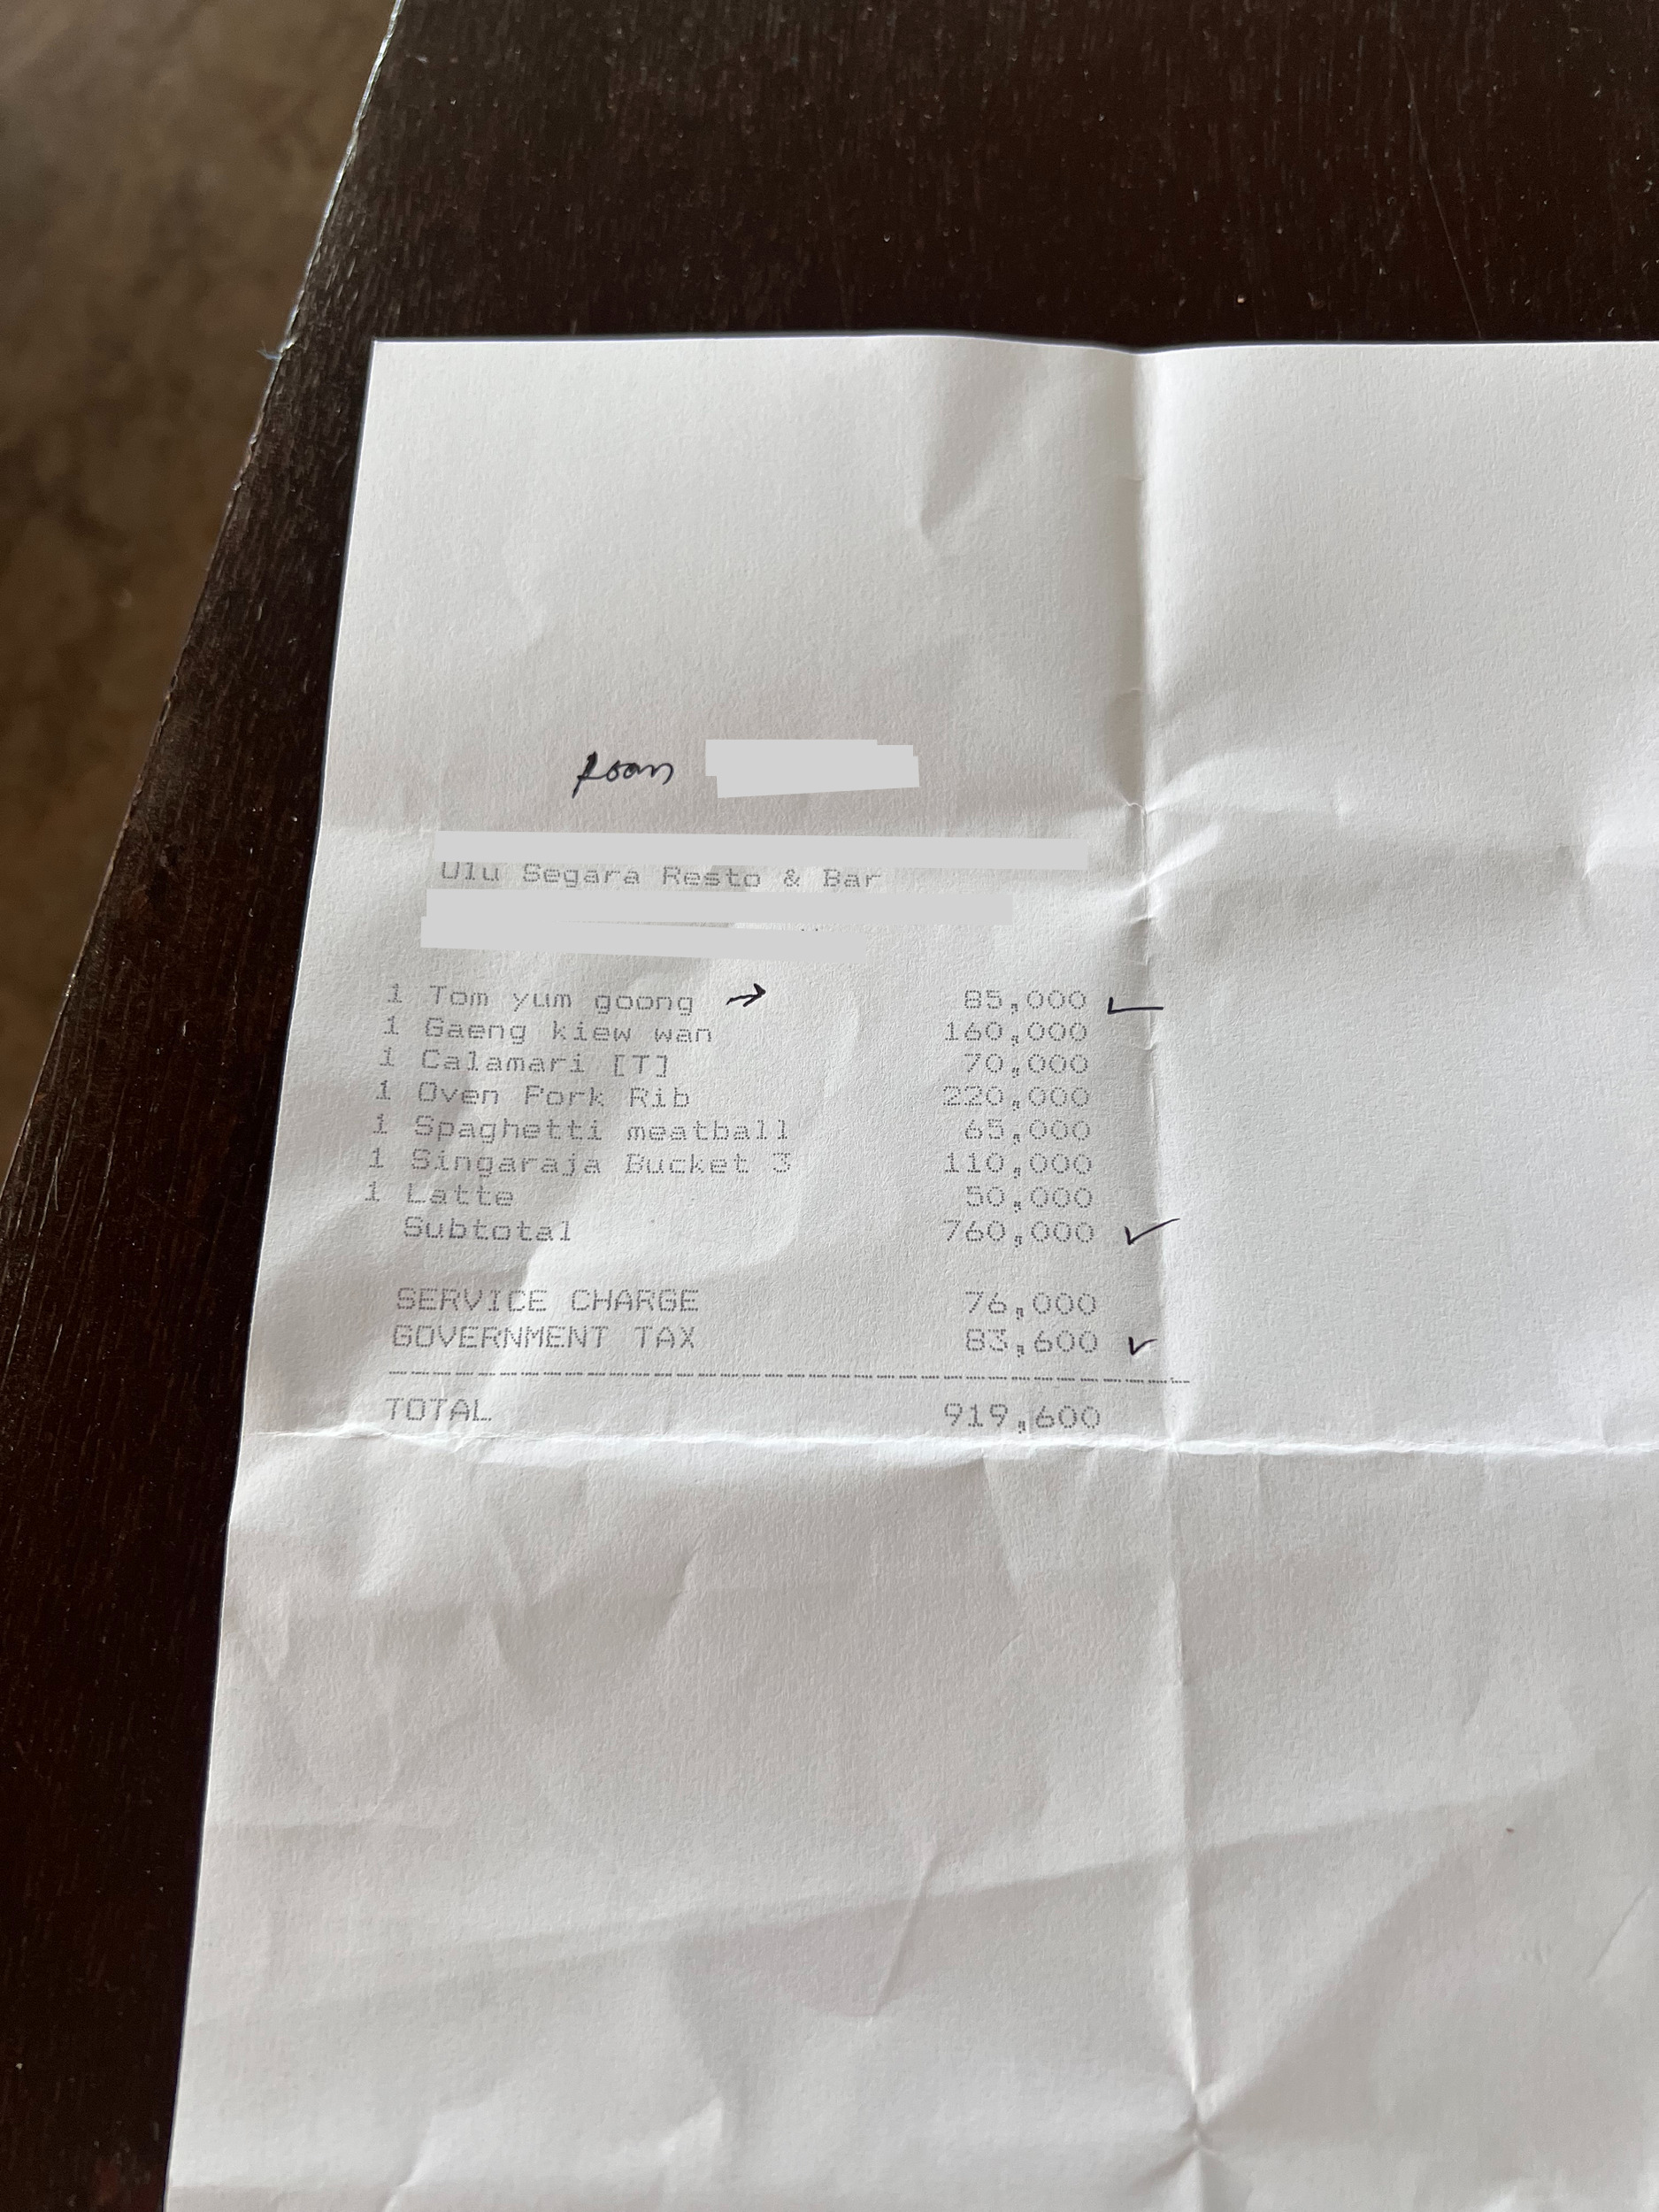 Room
Ulu Segara Resto & Bar
1 Tom yum goong → 85,000
1 Gaeng kiew wan 160,000
1 Calamari [T] 70,000
1 Oven Pork Rib 220,000
1 Spaghetti meatball 65,000
1 Singaraja Bucket 3 110,000
1 Latte 50,000
Subtotal 760,000 ✓
SERVICE CHARGE 76,000
GOVERNMENT TAX 83,600 ✓
TOTAL 919,600